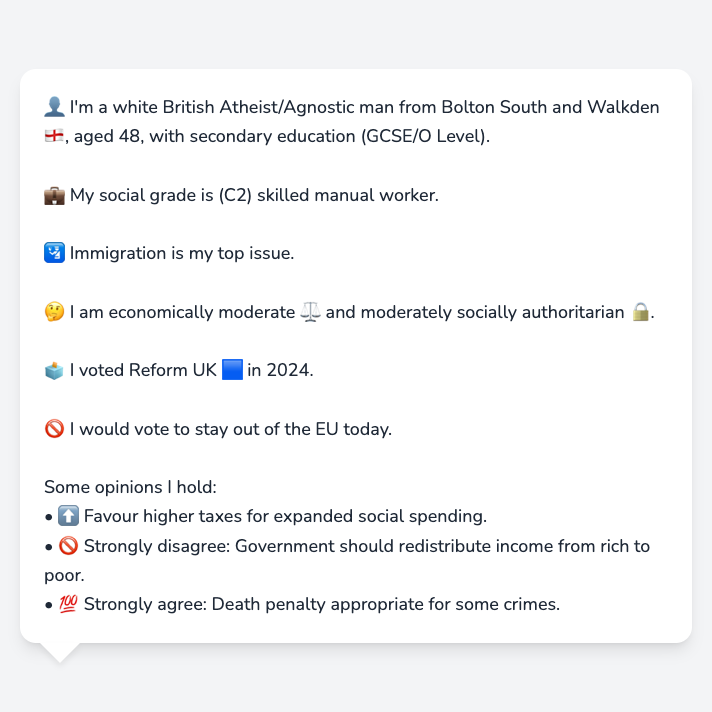 👤 I'm a white British Atheist/Agnostic man from Bolton South and Walkden
🏴󠁧󠁢󠁥󠁮󠁧󠁿, aged 48, with secondary education (GCSE/O Level).
💼 My social grade is (C2) skilled manual worker.
🛂 Immigration is my top issue.
🤔 I am economically moderate ⚖️ and moderately socially authoritarian 🔒.
🗳️ I voted Reform UK 🟦 in 2024.
🚫 I would vote to stay out of the EU today.
Some opinions I hold:
• ⬆️ Favour higher taxes for expanded social spending.
• 🚫 Strongly disagree: Government should redistribute income from rich to
poor.
• 💯 Strongly agree: Death penalty appropriate for some crimes.